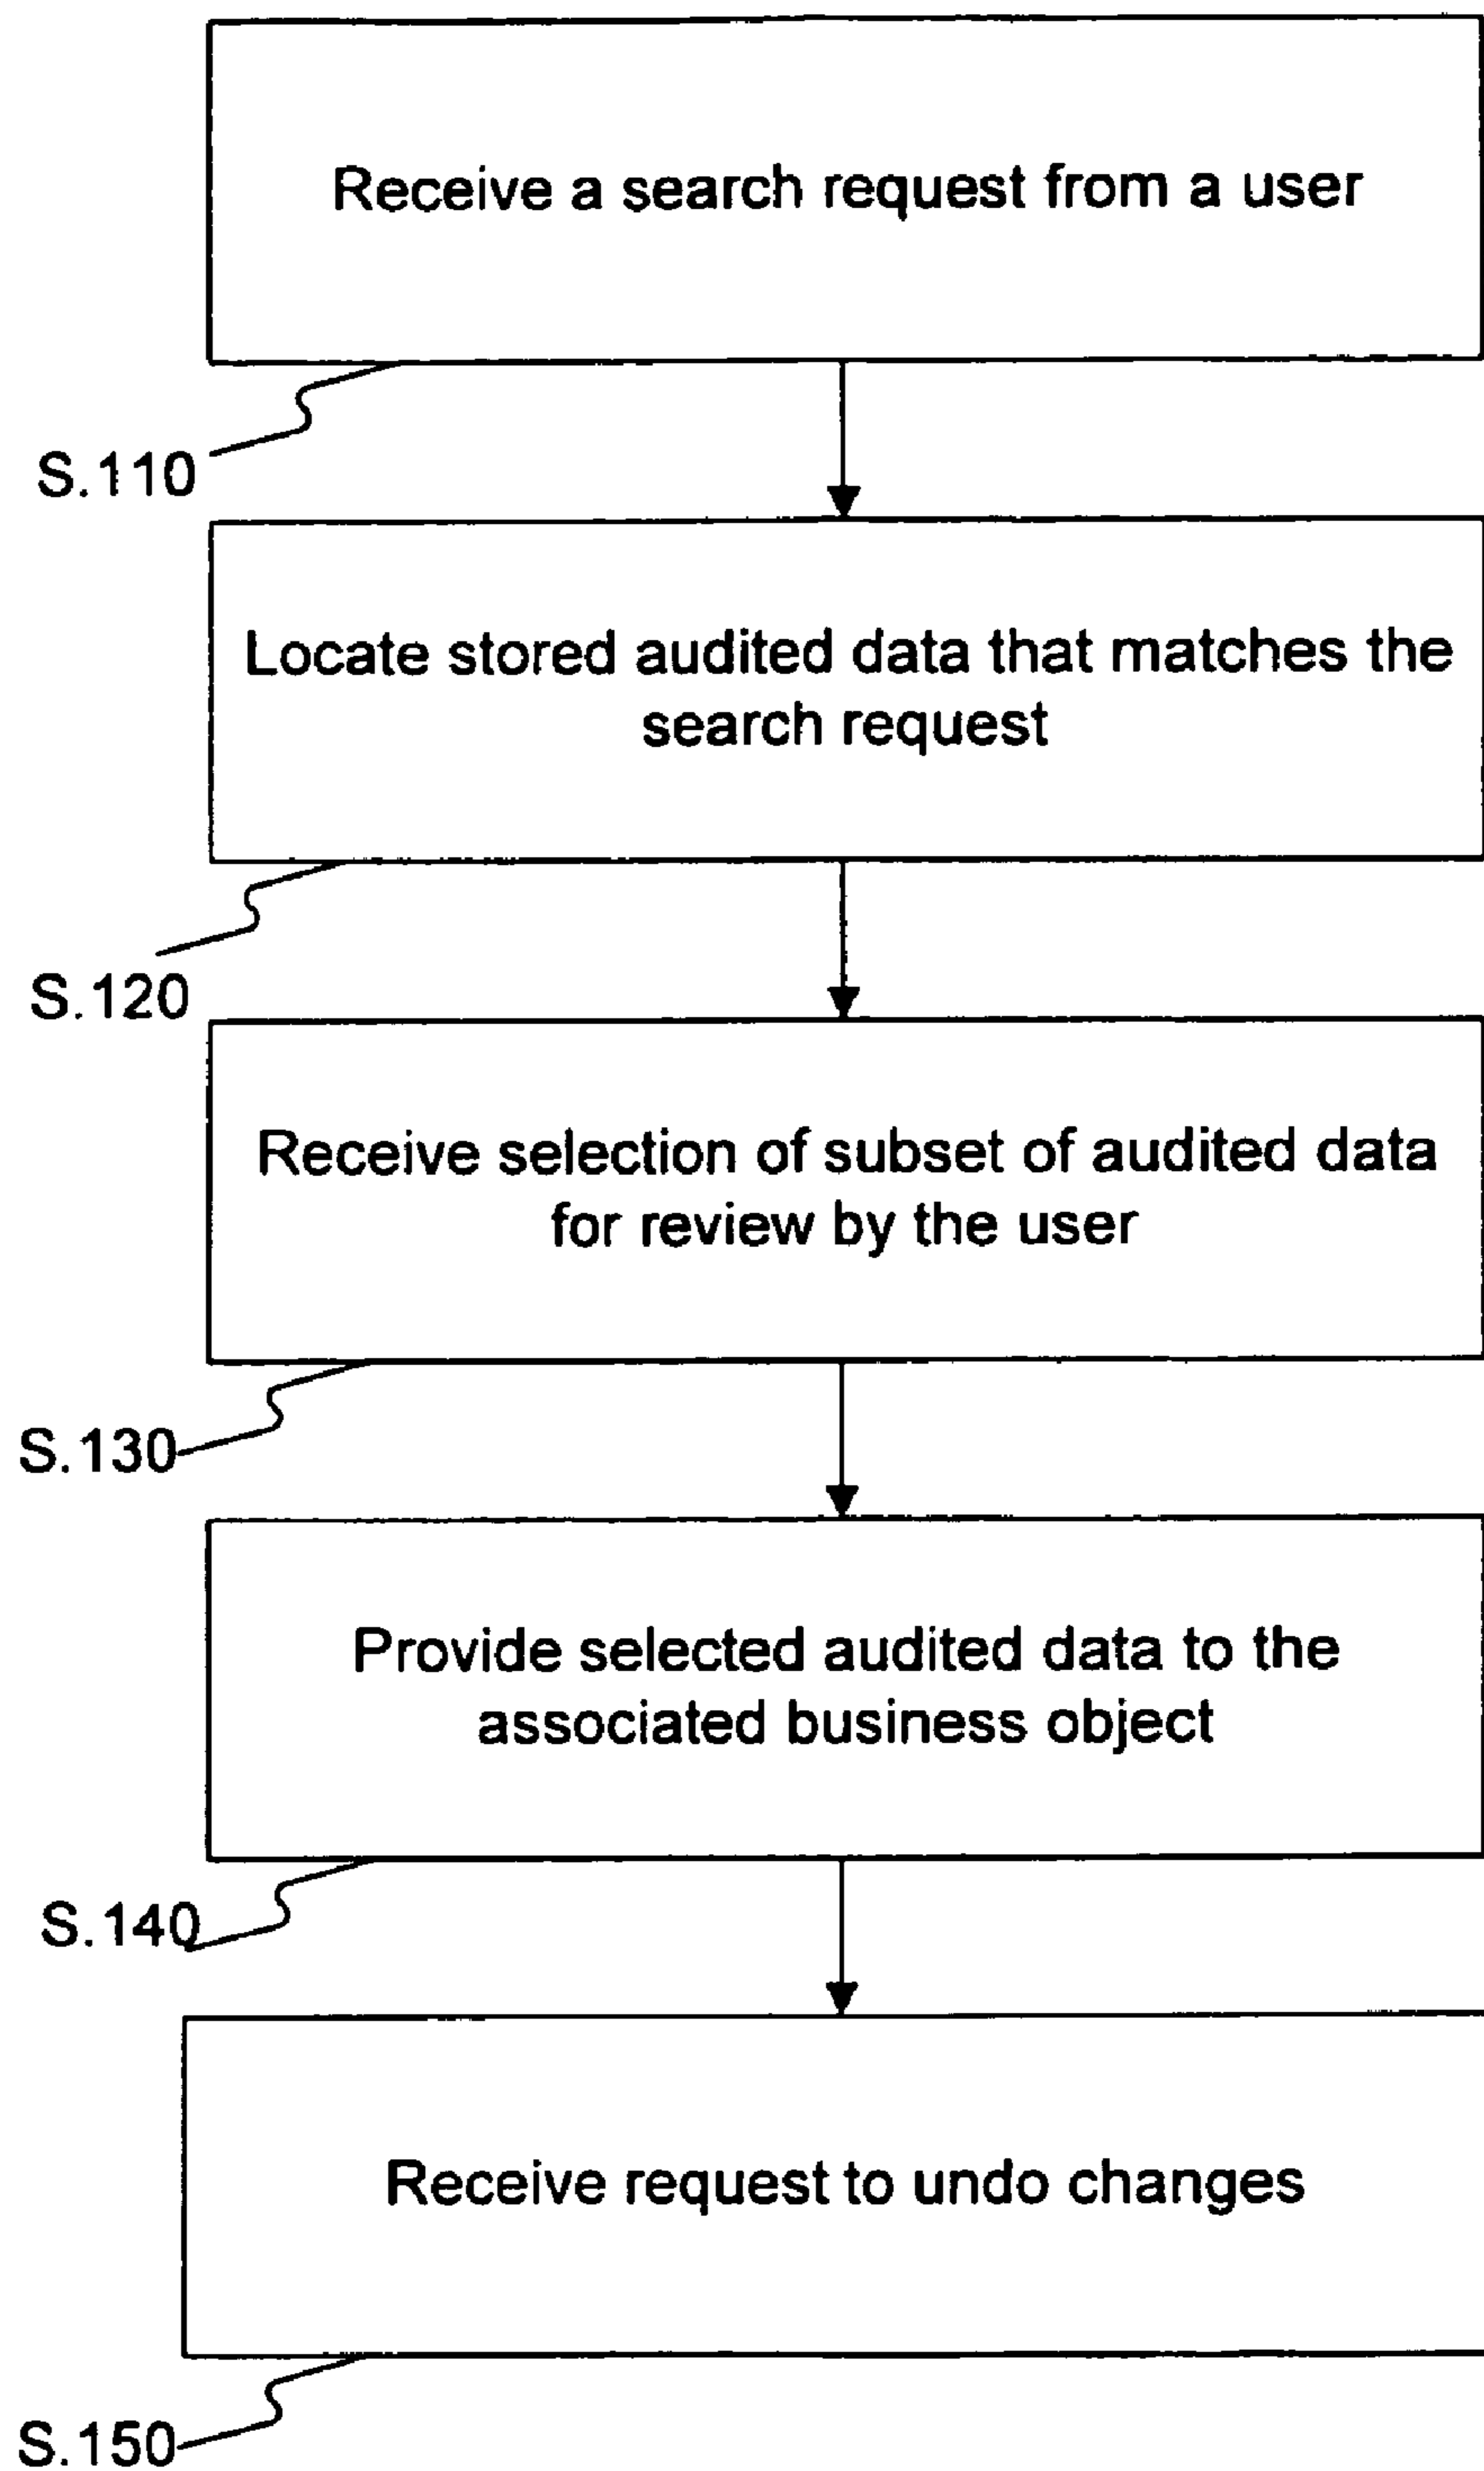 Receive a search request from a user
S.110
Locate stored audited data that matches the
search request
S.120
Receive selection of subset of audited data
for review by the user
S.130
Provide selected audited data to the
associated business object
S.140
Receive request to undo changes
S.150